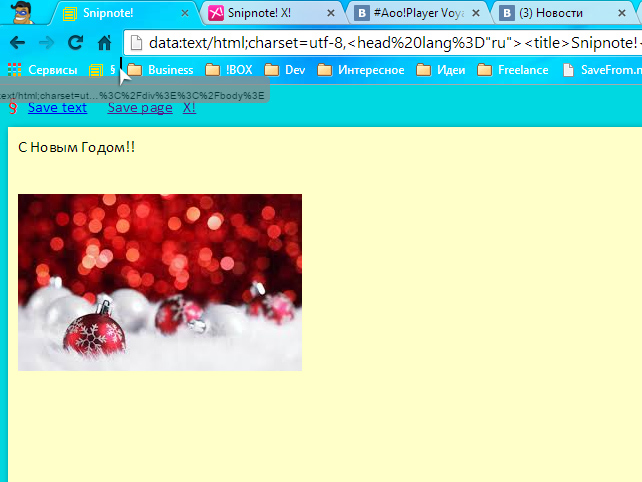 Snipnote!
Snipnote! X!
#Aoo!Player Voya
(3) Новости
data:text/html;charset=utf-8,<head%20lang%3D"ru"><title>Snipnote!<
Сервисы
§
Business
!BOX
Dev
Интересное
Идеи
Freelance
SaveFrom.n
text/html;charset=ut...%3C%2Fdiv%3E%3C%2Fbody%3E
§ Save text Save page X!
С Новым Годом!!